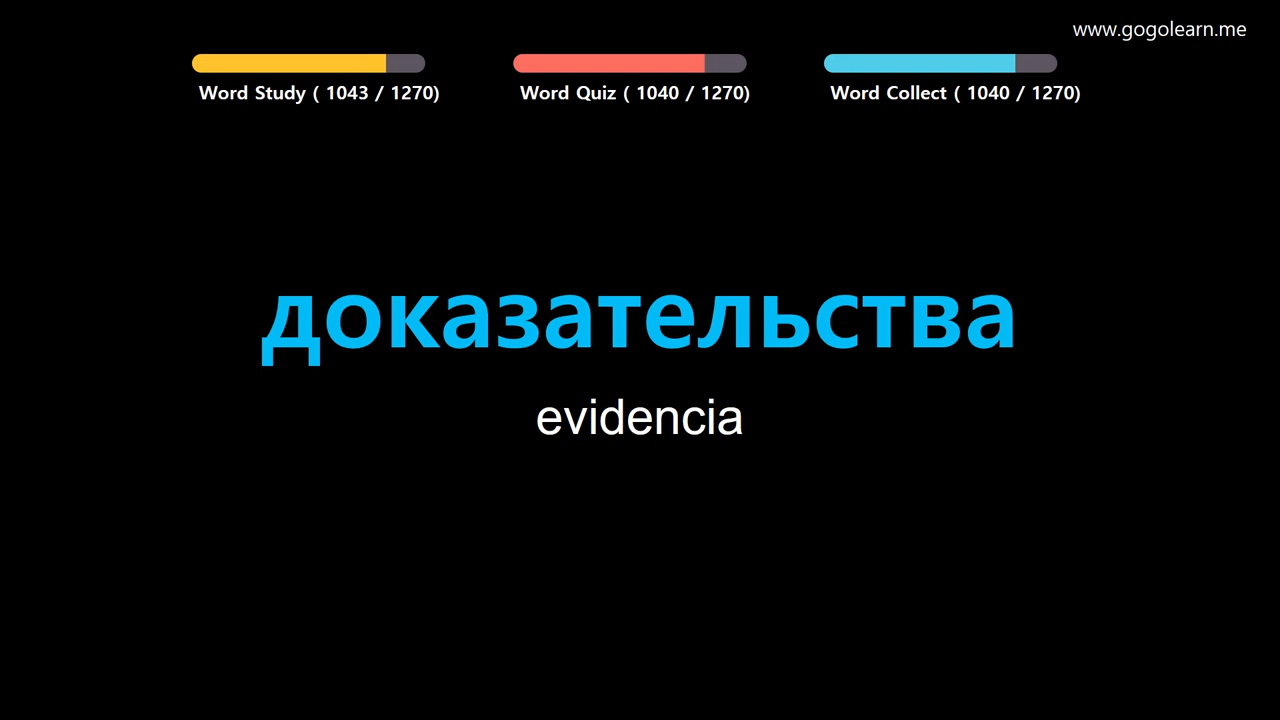 www.gogolearn.me
Word Study ( 1043 / 1270)
Word Quiz ( 1040 / 1270)
Word Collect ( 1040 / 1270)
доказательства
evidencia